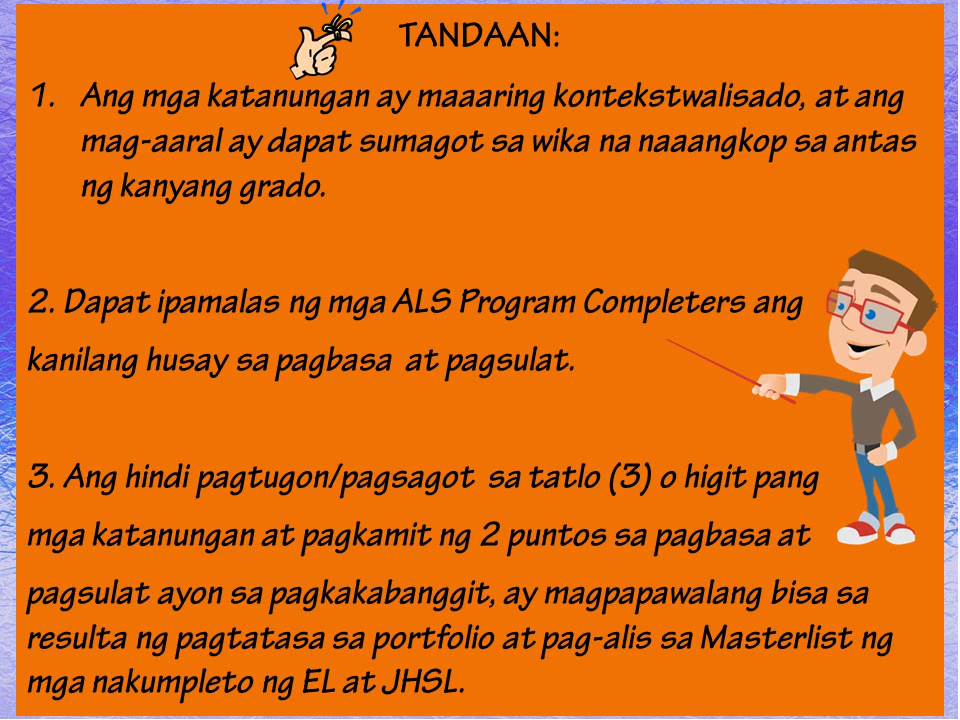 TANDAAN:
1. Ang mga katanungan ay maaaring kontekstwalisado, at ang
mag-aaral ay dapat sumagot sa wika na naaangkop sa antas
ng kanyang grado.
2. Dapat ipamalas ng mga ALS Program Completers ang
kanilang husay sa pagbasa at pagsulat.
3. Ang hindi pagtugon/pagsagot sa tatlo (3) o higit pang
mga katanungan at pagkamit ng 2 puntos sa pagbasa at
pagsulat ayon sa pagkakabanggit, ay magpapawalang bisa sa
resulta ng pagtatasa sa portfolio at pag-alis sa Masterlist ng
mga nakumpleto ng EL at JHSL.